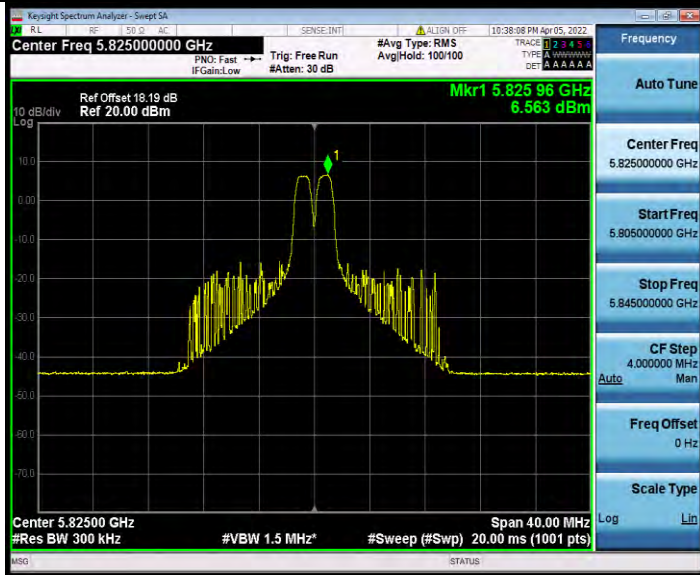 Keysight Spectrum Analyzer - Swept SA
RL RF 50 Ω AC SENSE:INT ALIGN OFF 10:38:08 PM Apr 05, 2022
Center Freq 5.825000000 GHz
PNO: Fast
IFGain:Low
Trig: Free Run
#Atten: 30 dB
#Avg Type: RMS
Avg|Hold: 100/100
TRACE 1 2 3 4 5 6
TYPE A WWWWW
DET A A A A A A
Ref Offset 18.19 dB
10 dB/div Ref 20.00 dBm
Log
Mkr1 5.825 96 GHz
6.563 dBm
1
10.0
0.00
-10.0
-20.0
-30.0
-40.0
-50.0
-60.0
-70.0
Center 5.82500 GHz Span 40.00 MHz
#Res BW 300 kHz #VBW 1.5 MHz* #Sweep (#Swp) 20.00 ms (1001 pts)
MSG STATUS
Frequency
Auto Tune
Center Freq
5.825000000 GHz
Start Freq
5.805000000 GHz
Stop Freq
5.845000000 GHz
CF Step
4.000000 MHz
Auto Man
Freq Offset
0 Hz
Scale Type
Log Lin